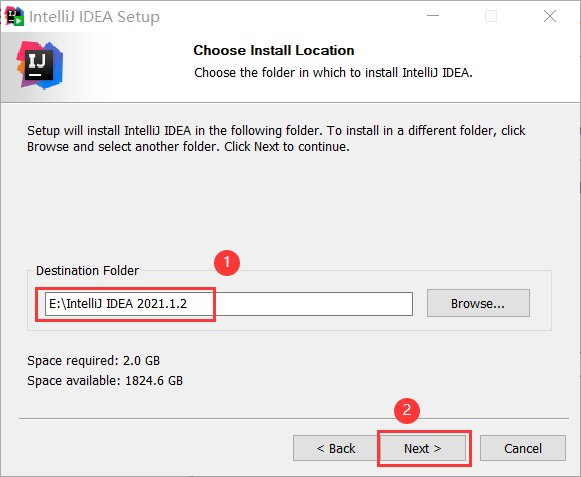 IntelliJ IDEA Setup
IJ
Choose Install Location
Choose the folder in which to install IntelliJ IDEA.
Setup will install IntelliJ IDEA in the following folder. To install in a different folder, click
Browse and select another folder. Click Next to continue.
1
Destination Folder
E:\IntelliJ IDEA 2021.1.2
Browse...
Space required: 2.0 GB
Space available: 1824.6 GB
2
< Back
Next >
Cancel